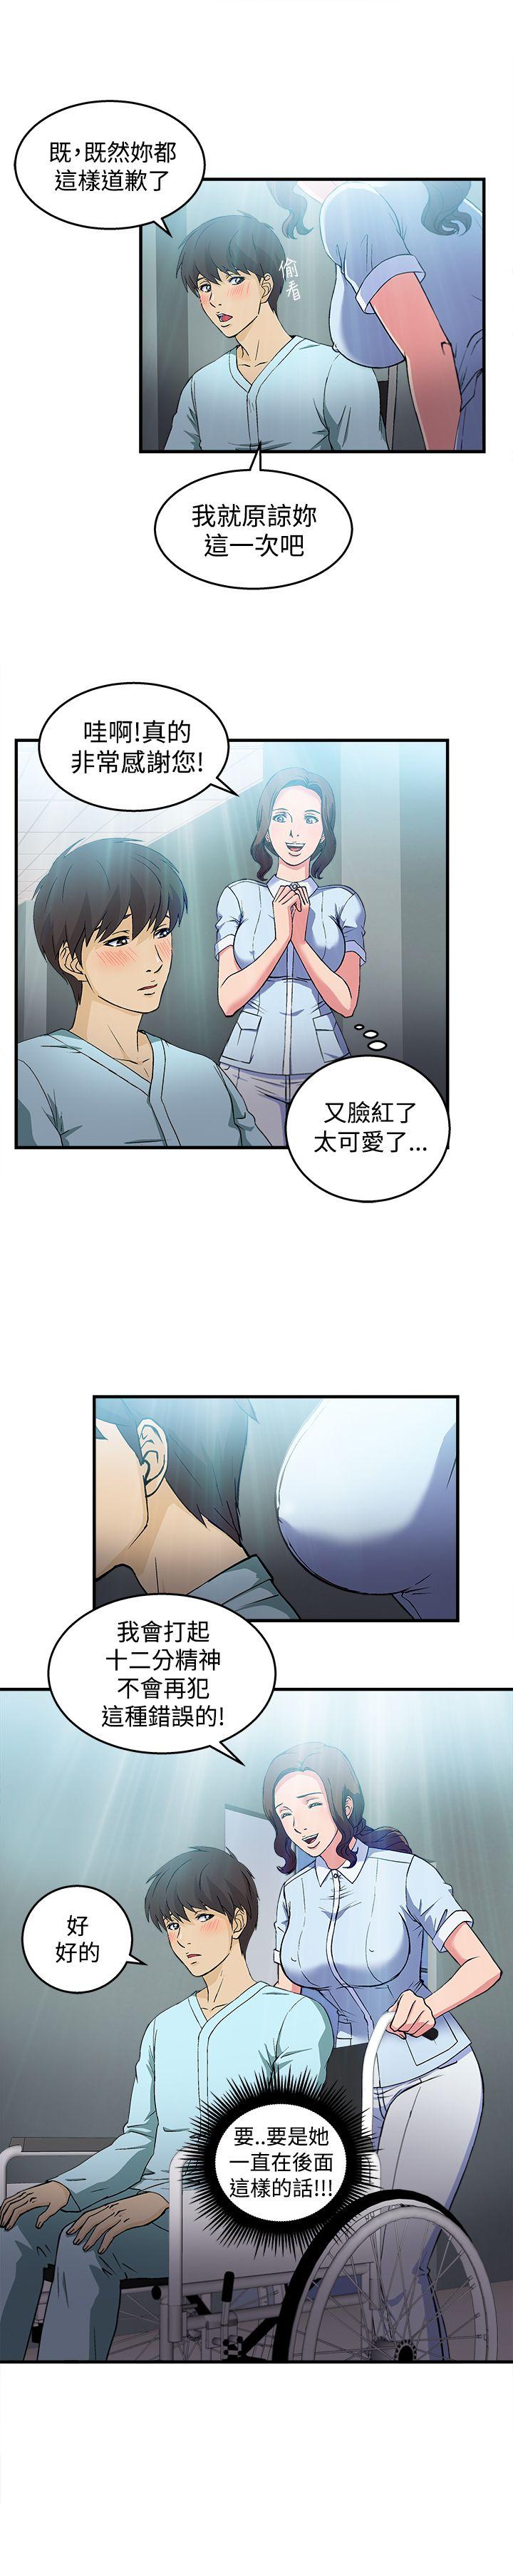 既，既然妳都
這樣道歉了
偷看
我就原諒妳
這一次吧
哇啊!真的
非常感謝您!
又臉紅了
太可愛了...
我會打起
十二分精神
不會再犯
這種錯誤的!
好
好的
要..要是她
一直在後面
這樣的話!!!